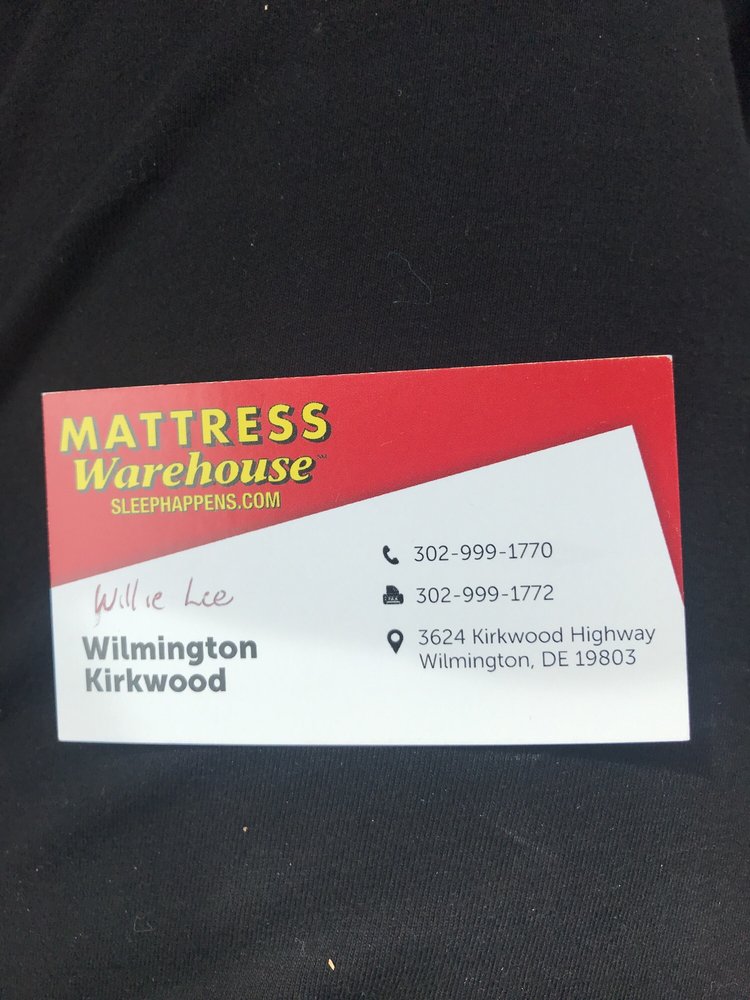 MATTRESS
Warehouse
SLEEPHAPPENS.COM
Willie Lee
Wilmington
Kirkwood
302-999-1770
302-999-1772
3624 Kirkwood Highway
Wilmington, DE 19803